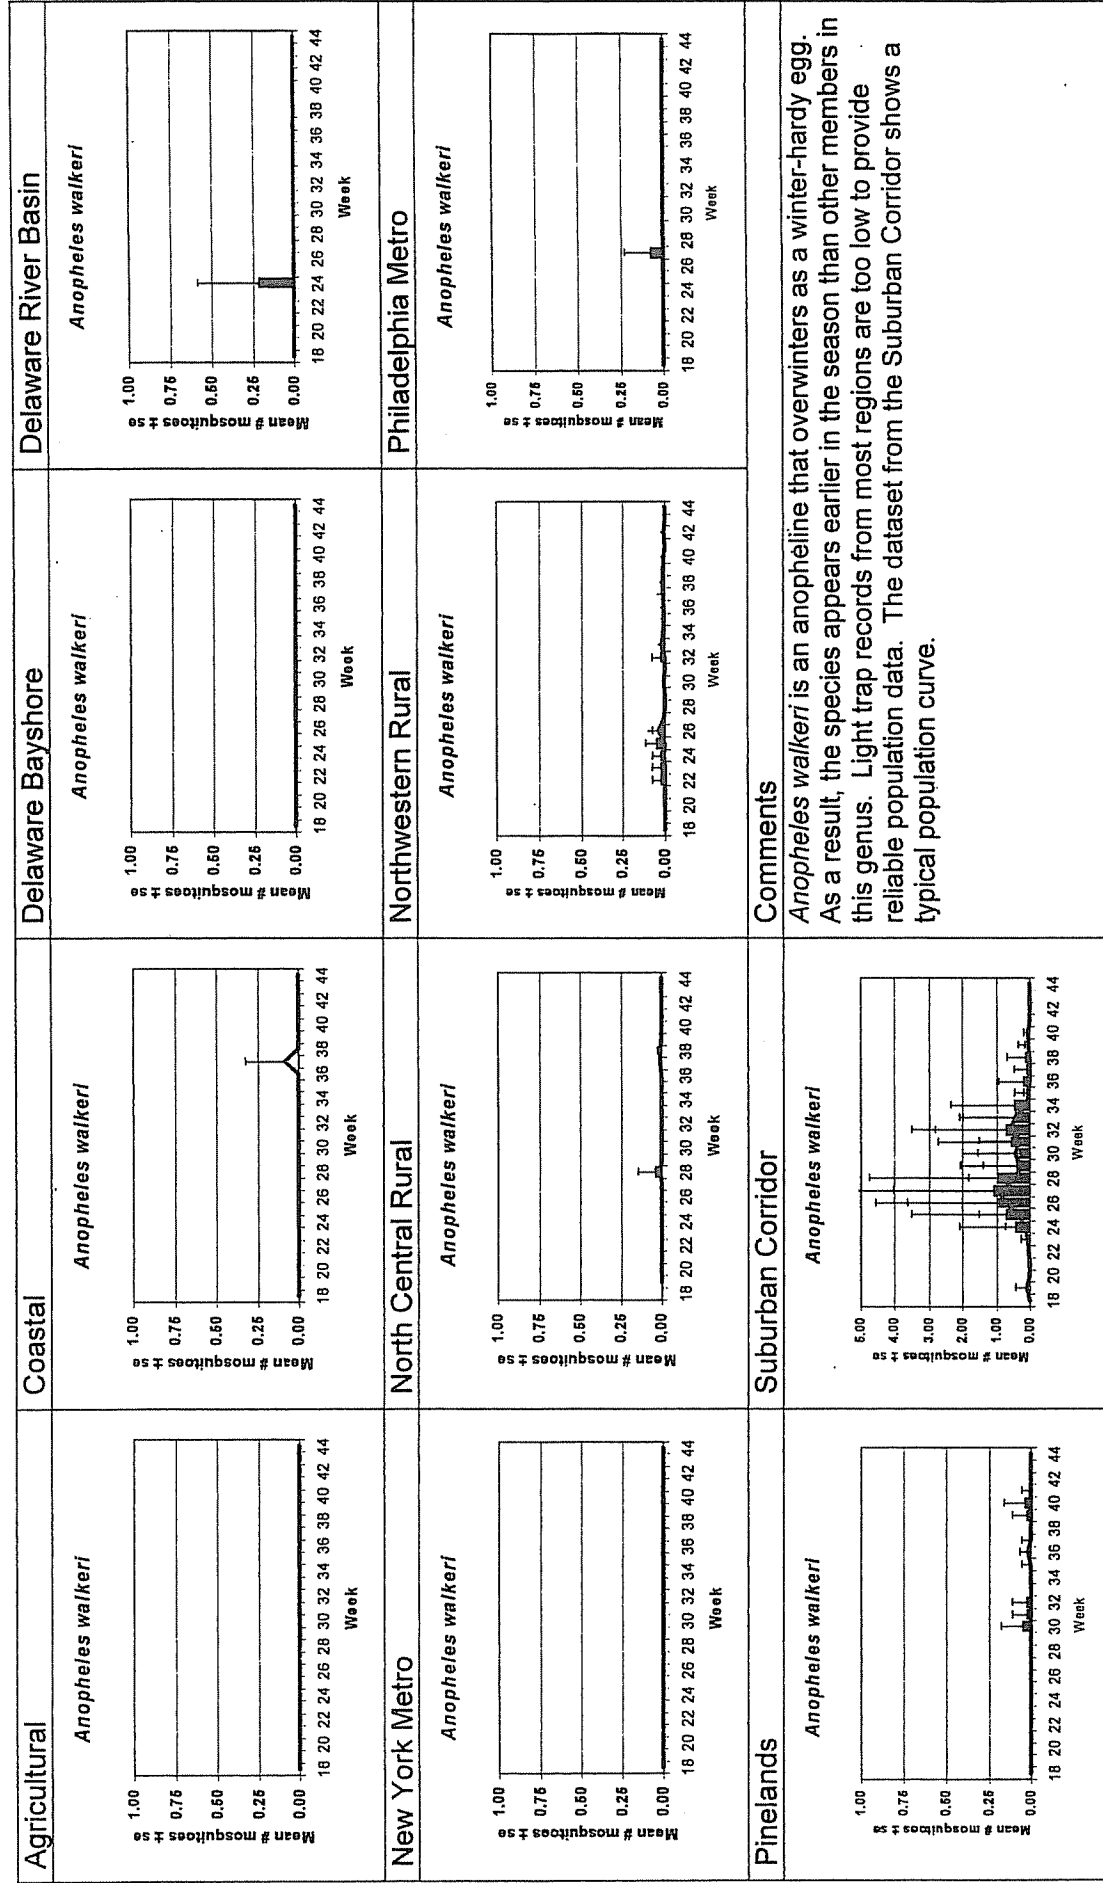 Agricultural
Anopheles walkeri
Mean # mosquitoes ± se
1.00
0.75
0.50
0.25
0.00
18 20 22 24 26 28 30 32 34 36 38 40 42 44
Week
Coastal
Anopheles walkeri
Mean # mosquitoes ± se
1.00
0.75
0.50
0.25
0.00
18 20 22 24 26 28 30 32 34 36 38 40 42 44
Week
Delaware Bayshore
Anopheles walkeri
Mean # mosquitoes ± se
1.00
0.75
0.50
0.25
0.00
18 20 22 24 26 28 30 32 34 36 38 40 42 44
Week
Delaware River Basin
Anopheles walkeri
Mean # mosquitoes ± se
1.00
0.75
0.50
0.25
0.00
18 20 22 24 26 28 30 32 34 36 38 40 42 44
Week
New York Metro
Anopheles walkeri
Mean # mosquitoes ± se
1.00
0.75
0.50
0.25
0.00
18 20 22 24 26 28 30 32 34 36 38 40 42 44
Week
North Central Rural
Anopheles walkeri
Mean # mosquitoes ± se
1.00
0.75
0.50
0.25
0.00
18 20 22 24 26 28 30 32 34 36 38 40 42 44
Week
Northwestern Rural
Anopheles walkeri
Mean # mosquitoes ± se
1.00
0.75
0.50
0.25
0.00
18 20 22 24 26 28 30 32 34 36 38 40 42 44
Week
Philadelphia Metro
Anopheles walkeri
Mean # mosquitoes ± se
1.00
0.75
0.50
0.25
0.00
18 20 22 24 26 28 30 32 34 36 38 40 42 44
Week
Pinelands
Anopheles walkeri
Mean # mosquitoes ±
se
1.00
0.75
0.50
0.25
0.00
18 20 22 24 26 28 30 32 34 36 38 40 42 44
Week
Suburban Corridor
Anopheles walkeri
Mean # mosquitoes ± se
5.00
4.00
3.00
2.00
1.00
0.00
18 20 22 24 26 28 30 32 34 36 38 40 42 44
Week
Comments
Anopheles walkeri is an anopheline that overwinters as a winter-hardy egg.
As a result, the species appears earlier in the season than other members in
this genus. Light trap records from most regions are too low to provide
reliable population data. The dataset from the Suburban Corridor shows a
typical population curve.